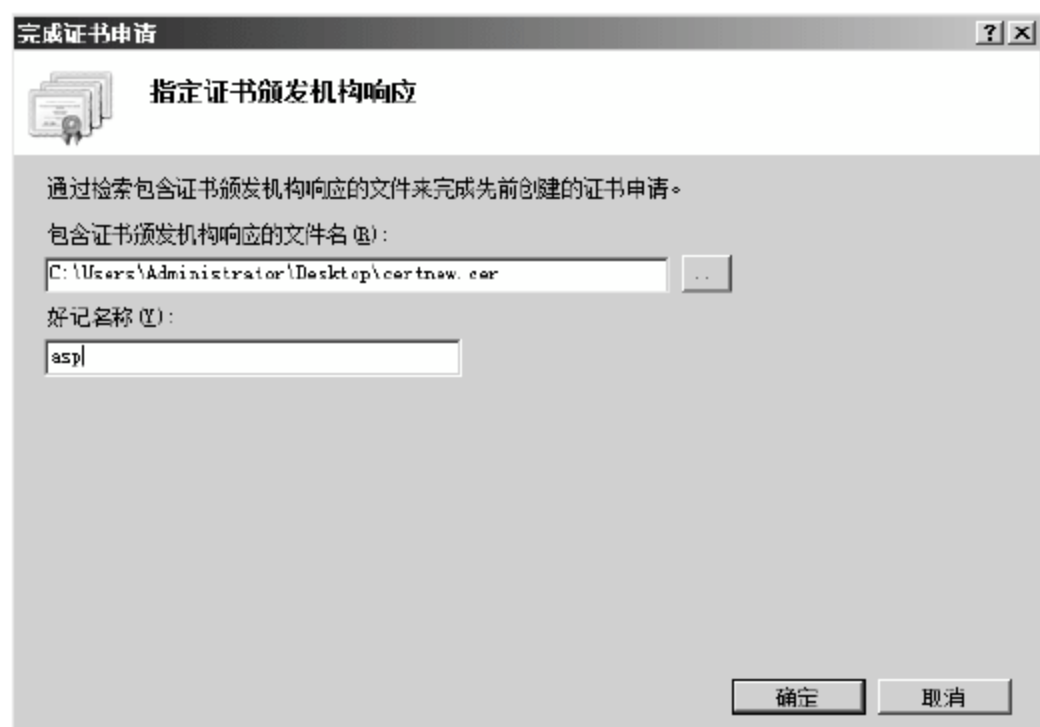 完成证书申请
指定证书颁发机构响应
通过检索包含证书颁发机构响应的文件来完成先前创建的证书申请。
包含证书颁发机构响应的文件名(R):
C:\Users\Administrator\Desktop\certnew.cer
..
好记名称(Y):
asp
确定 取消